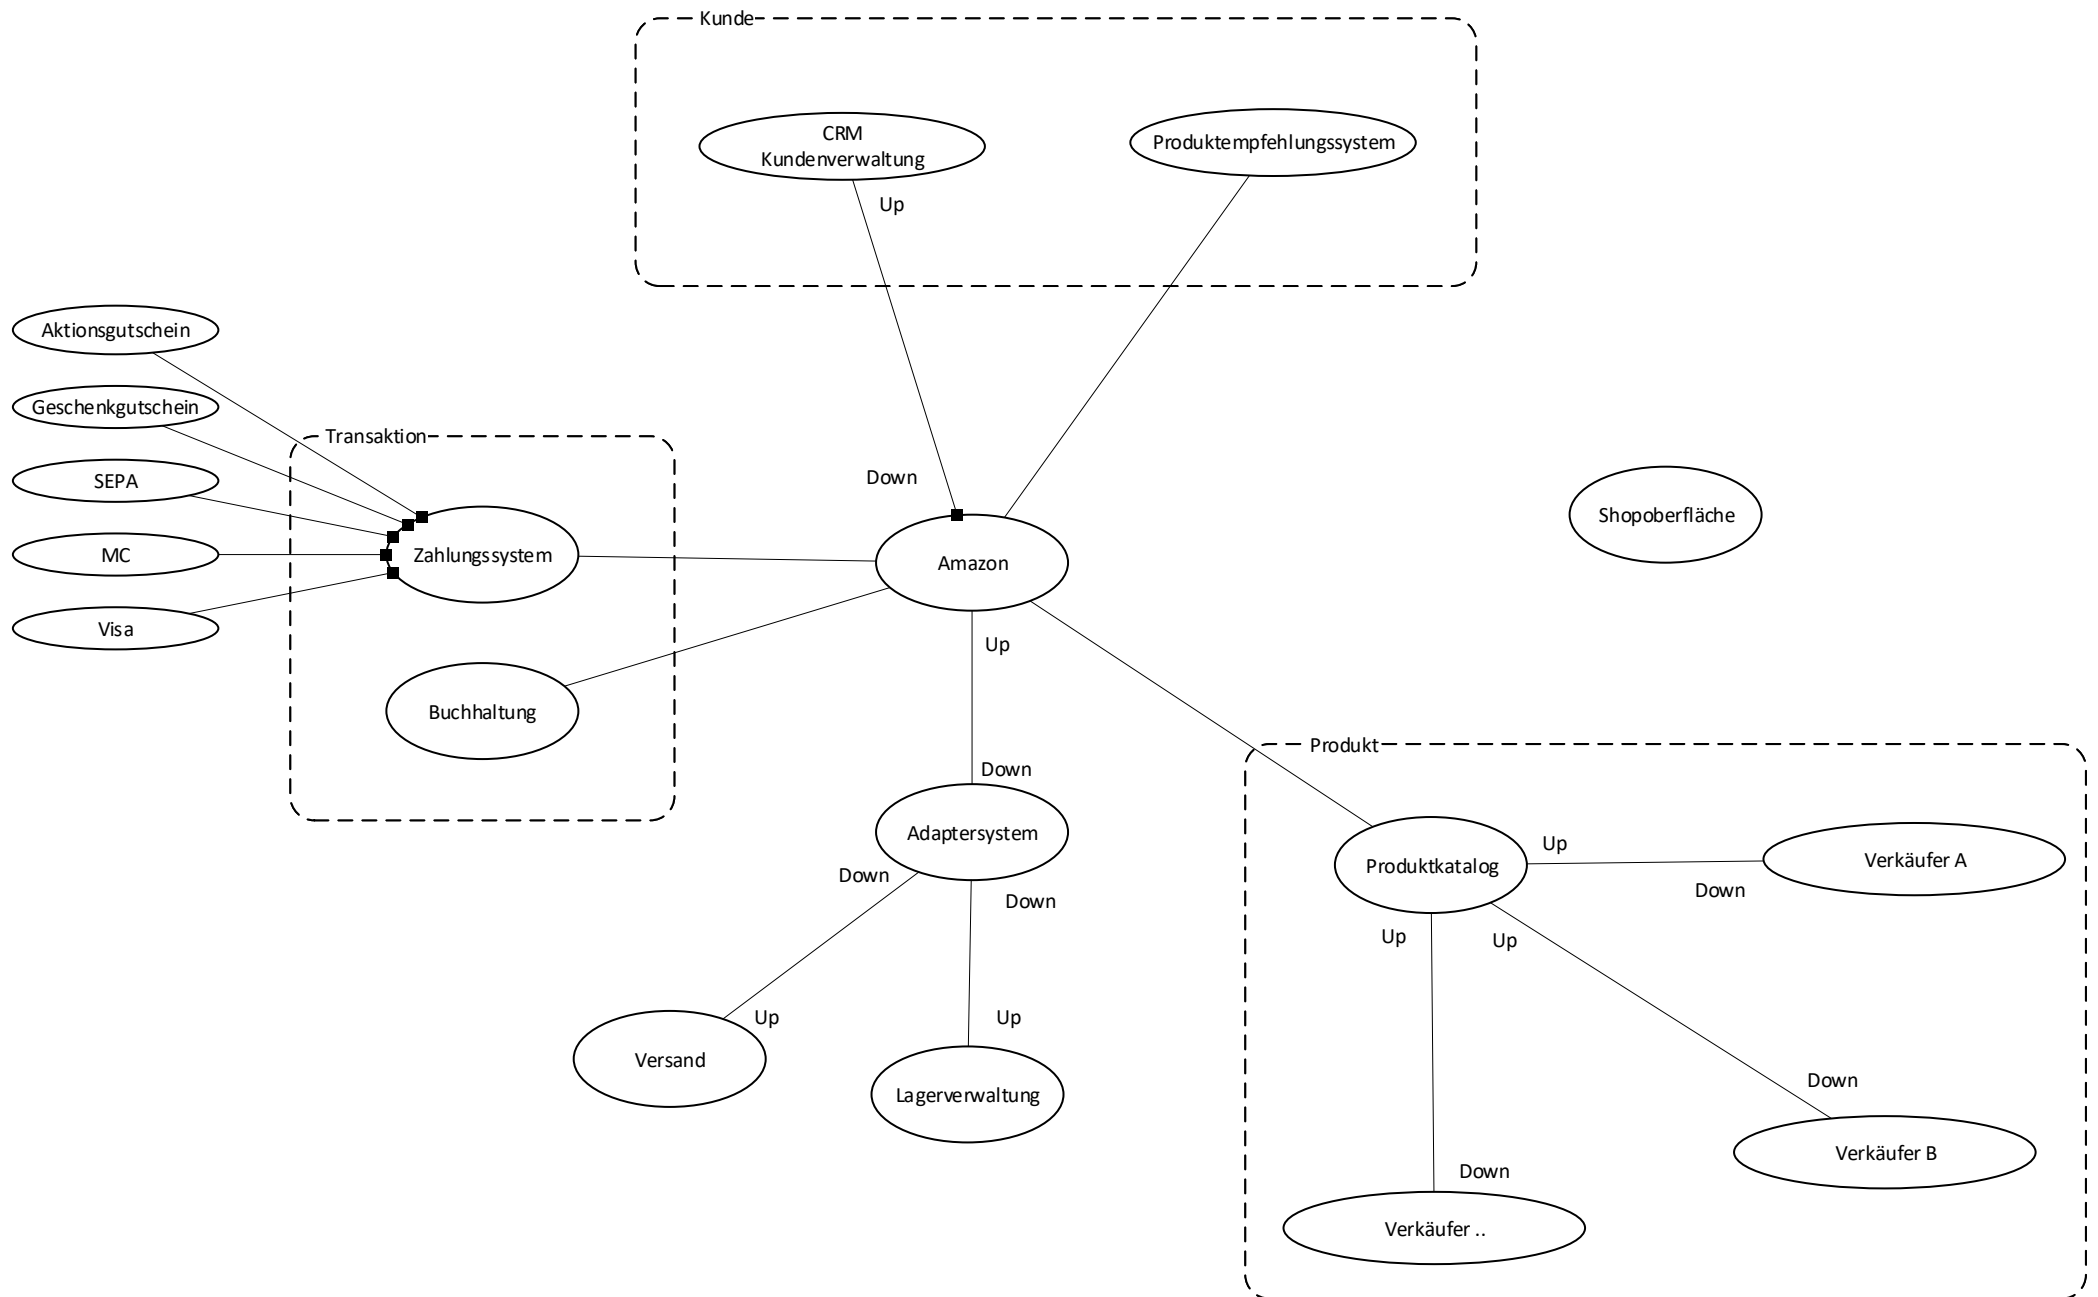 Kunde
CRM
Kundenverwaltung
Produktempfehlungssystem
Up
Aktionsgutschein
Geschenkgutschein
Transaktion
SEPA
Down
Shopoberfläche
MC
Zahlungssystem
Amazon
Visa
Up
Buchhaltung
Produkt
Down
Adaptersystem
Up
Verkäufer A
Produktkatalog
Down
Down
Down
Up
Up
Up
Up
Versand
Lagerverwaltung
Down
Verkäufer B
Down
Verkäufer ..